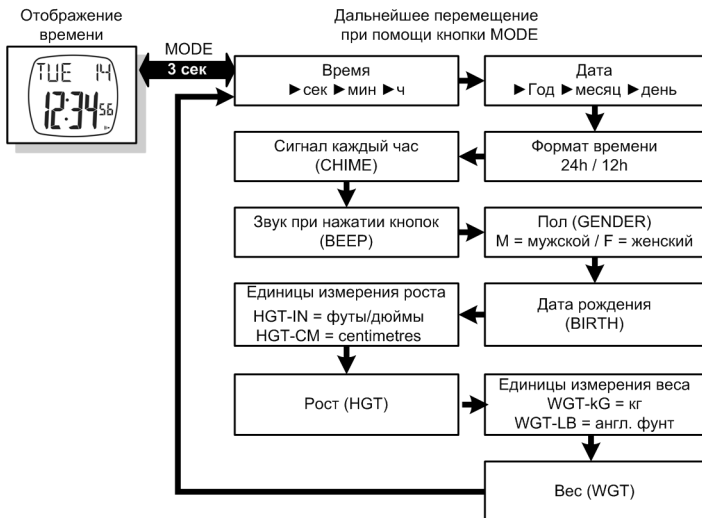 Отображение
времени
Дальнейшее перемещение
при помощи кнопки MODE
TUE 14
12:34 56
MODE
3 сек
Время
►сек ►мин ►ч
Дата
►Год ►месяц ►день
Сигнал каждый час
(CHIME)
Формат времени
24h / 12h
Звук при нажатии кнопок
(BEEP)
Пол (GENDER)
M = мужской / F = женский
Единицы измерения роста
HGT-IN = футы/дюймы
HGT-CM = centimetres
Дата рождения
(BIRTH)
Рост (HGT)
Единицы измерения веса
WGT-kG = кг
WGT-LB = англ. фунт
Вес (WGT)